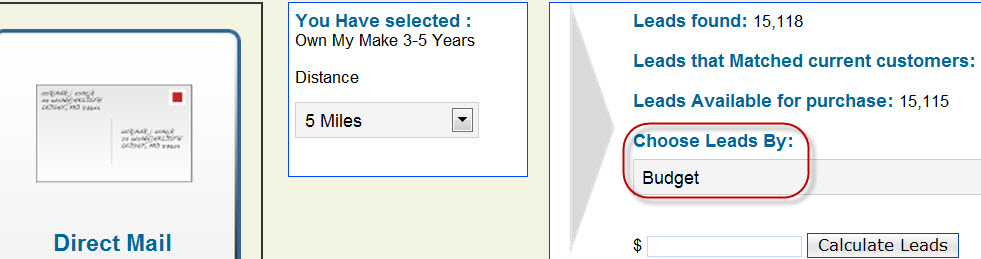 Direct Mail
You Have selected :
Own My Make 3-5 Years
Distance
5 Miles
Leads found: 15,118
Leads that Matched current customers:
Leads Available for purchase: 15,115
Choose Leads By:
Budget
$
Calculate Leads